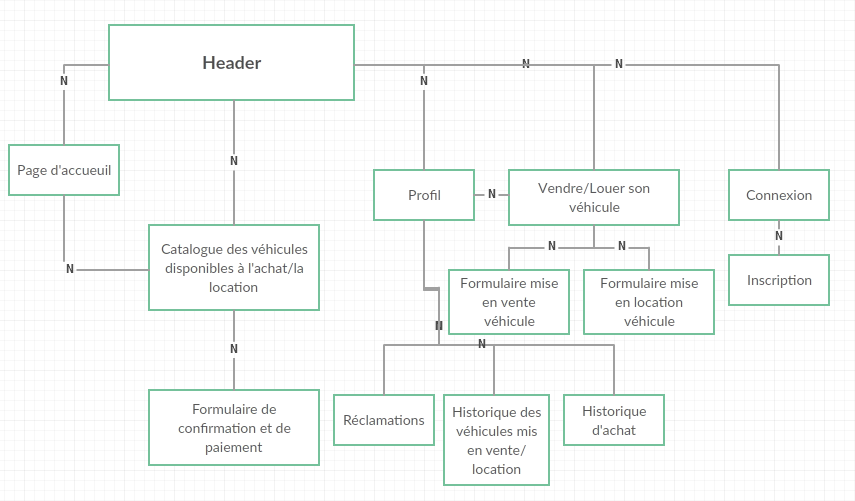 Header
N
N
N
N
N
Page d'accueuil
Profil
N
Vendre/Louer son
véhicule
Connexion
N
Catalogue des véhicules
disponibles à l'achat/la
location
N
N
N
N
Inscription
Formulaire mise
en vente
véhicule
Formulaire mise
en location
véhicule
N
N
N
Formulaire de
confirmation et de
paiement
Réclamations
Historique des
véhicules mis
en vente/
location
Historique
d'achat